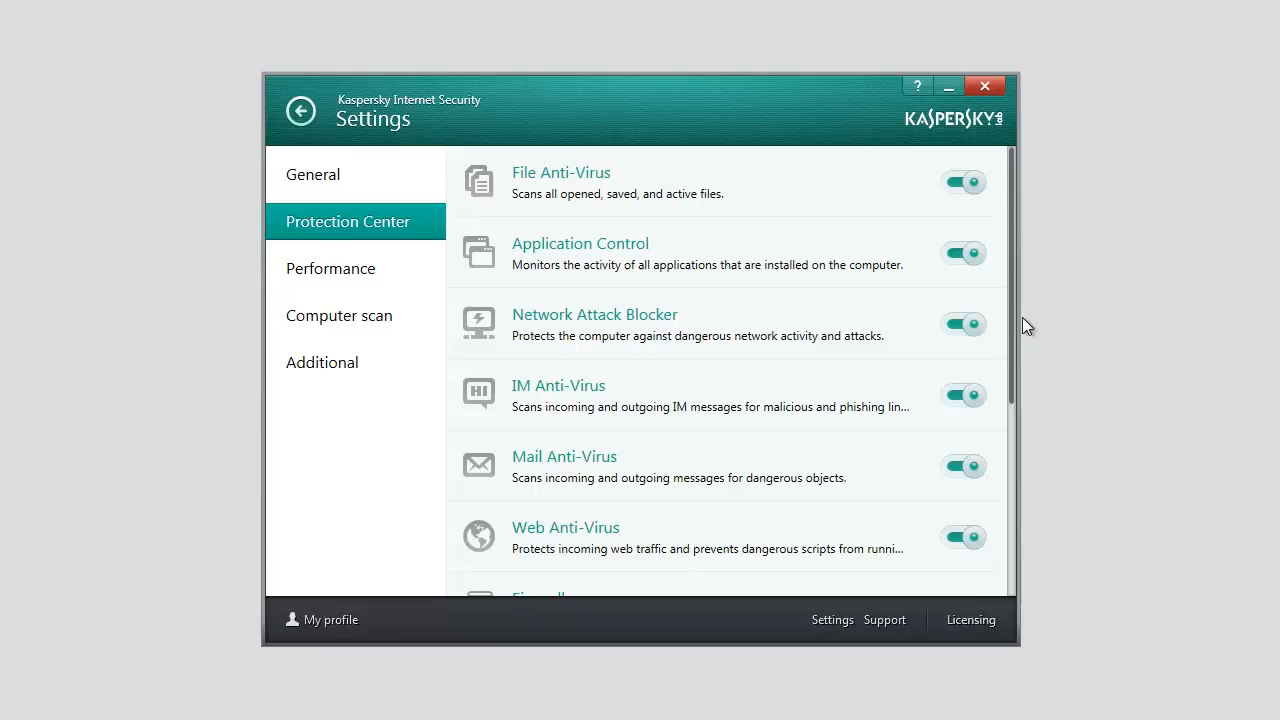 ?
Kaspersky Internet Security
Settings
KASPERSKY LAB
General
Protection Center
Performance
Computer scan
Additional
File Anti-Virus
Scans all opened, saved, and active files.
Application Control
Monitors the activity of all applications that are installed on the computer.
Network Attack Blocker
Protects the computer against dangerous network activity and attacks.
HI
IM Anti-Virus
Scans incoming and outgoing IM messages for malicious and phishing lin...
Mail Anti-Virus
Scans incoming and outgoing messages for dangerous objects.
Web Anti-Virus
Protects incoming web traffic and prevents dangerous scripts from runni...
Firewall
My profile
Settings
Support
Licensing